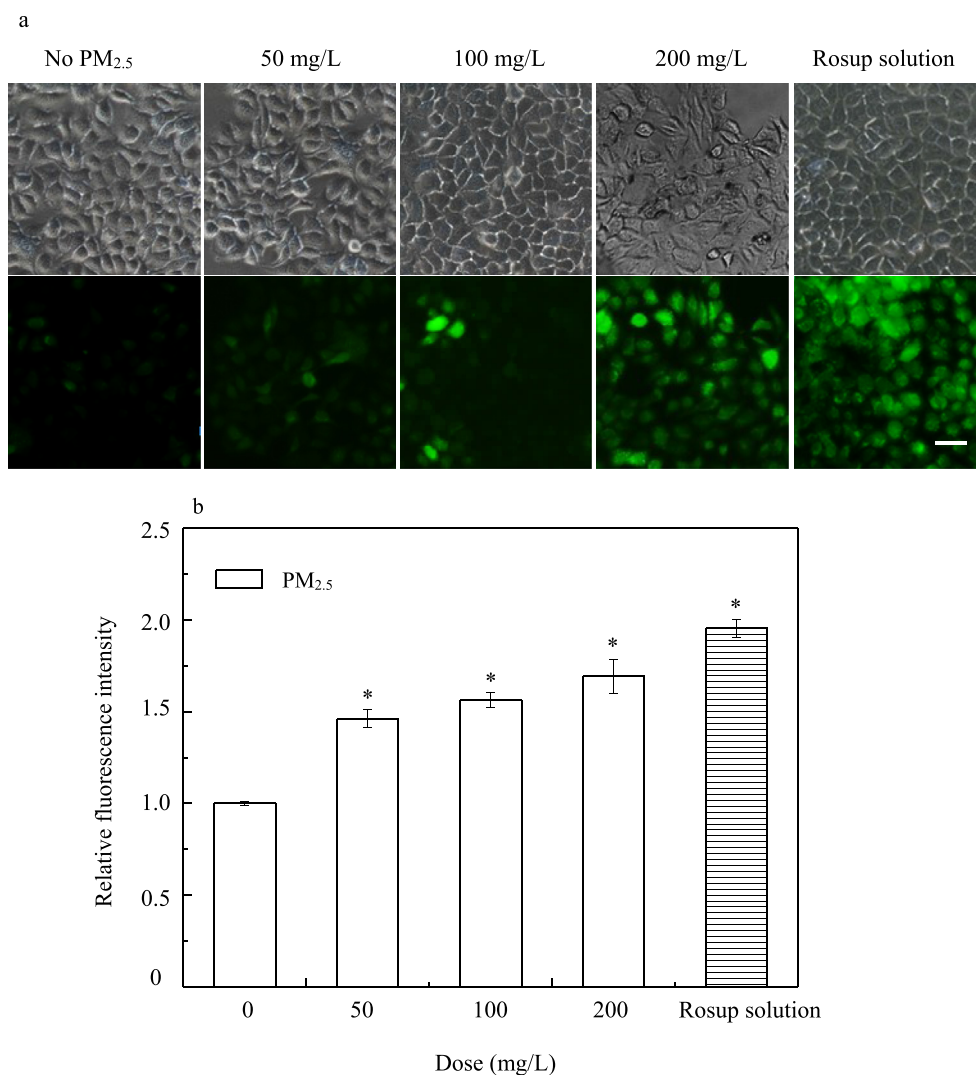 a
No PM2.5 50 mg/L 100 mg/L 200 mg/L Rosup solution
b
2.5
PM2.5
2.0
1.5
1.0
0.5
0
Relative fluorescence intensity
* * * *
0 50 100 200 Rosup solution
Dose (mg/L)